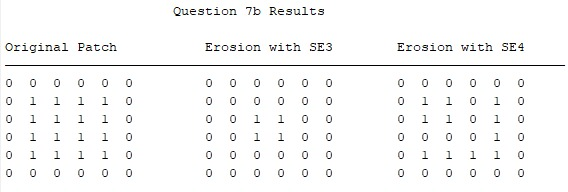 Question 7b Results
Original Patch Erosion with SE3 Erosion with SE4
0 0 0 0 0 0 0 0 0 0 0 0 0 0 0 0 0 0
0 1 1 1 1 0 0 0 0 0 0 0 0 1 1 0 1 0
0 1 1 1 1 0 0 0 1 1 0 0 0 1 1 0 1 0
0 1 1 1 1 0 0 0 1 1 0 0 0 0 0 0 1 0
0 1 1 1 1 0 0 0 0 0 0 0 0 1 1 1 1 0
0 0 0 0 0 0 0 0 0 0 0 0 0 0 0 0 0 0